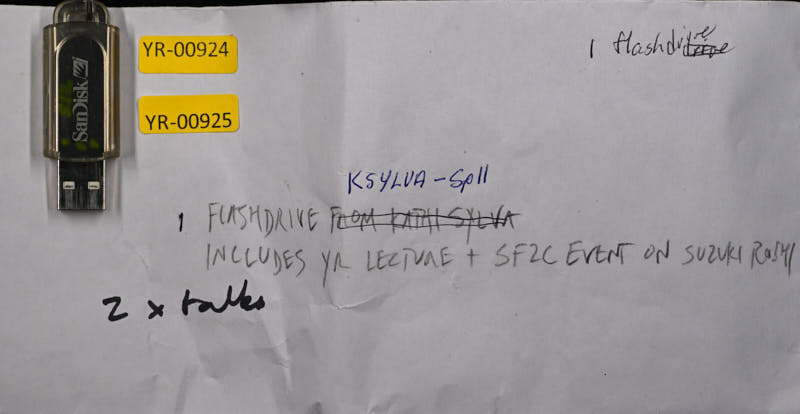 SanDisk
YR-00924
YR-00925
1 flashdrive
KSYLVA - Spll
1 FLASHDRIVE FROM KATHI SYLVA
INCLUDES YR LECTURE + SFZC EVENT ON SUZUKI ROSHI
2 x talks